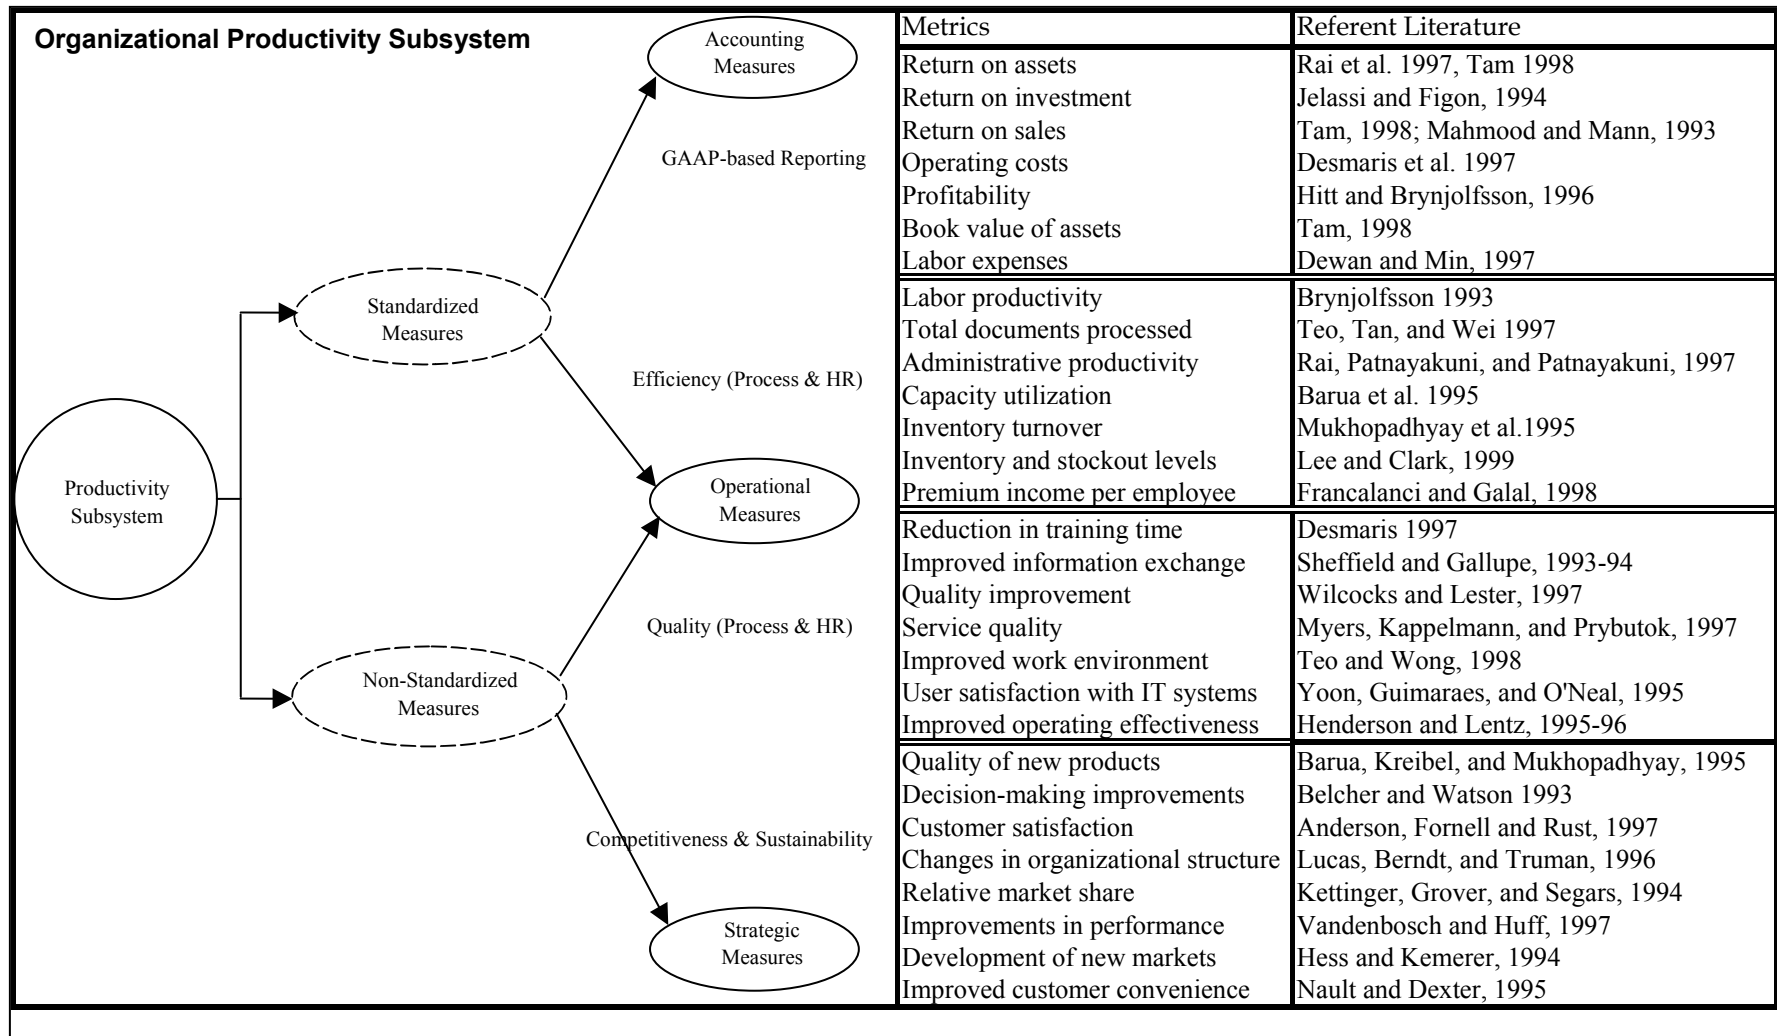 Organizational Productivity Subsystem
Accounting
Measures
GAAP-based Reporting
Standardized
Measures
Efficiency (Process & HR)
Productivity
Subsystem
Operational
Measures
Quality (Process & HR)
Non-Standardized
Measures
Competitiveness & Sustainability
Strategic
Measures
Metrics Referent Literature
Return on assets Rai et al. 1997, Tam 1998
Return on investment Jelassi and Figon, 1994
Return on sales Tam, 1998; Mahmood and Mann, 1993
Operating costs Desmaris et al. 1997
Profitability Hitt and Brynjolfsson, 1996
Book value of assets Tam, 1998
Labor expenses Dewan and Min, 1997
Labor productivity Brynjolfsson 1993
Total documents processed Teo, Tan, and Wei 1997
Administrative productivity Rai, Patnayakuni, and Patnayakuni, 1997
Capacity utilization Barua et al. 1995
Inventory turnover Mukhopadhyay et al.1995
Inventory and stockout levels Lee and Clark, 1999
Premium income per employee Francalanci and Galal, 1998
Reduction in training time Desmaris 1997
Improved information exchange Sheffield and Gallupe, 1993-94
Quality improvement Wilcocks and Lester, 1997
Service quality Myers, Kappelmann, and Prybutok, 1997
Improved work environment Teo and Wong, 1998
User satisfaction with IT systems Yoon, Guimaraes, and O'Neal, 1995
Improved operating effectiveness Henderson and Lentz, 1995-96
Quality of new products Barua, Kreibel, and Mukhopadhyay, 1995
Decision-making improvements Belcher and Watson 1993
Customer satisfaction Anderson, Fornell and Rust, 1997
Changes in organizational structure Lucas, Berndt, and Truman, 1996
Relative market share Kettinger, Grover, and Segars, 1994
Improvements in performance Vandenbosch and Huff, 1997
Development of new markets Hess and Kemerer, 1994
Improved customer convenience Nault and Dexter, 1995